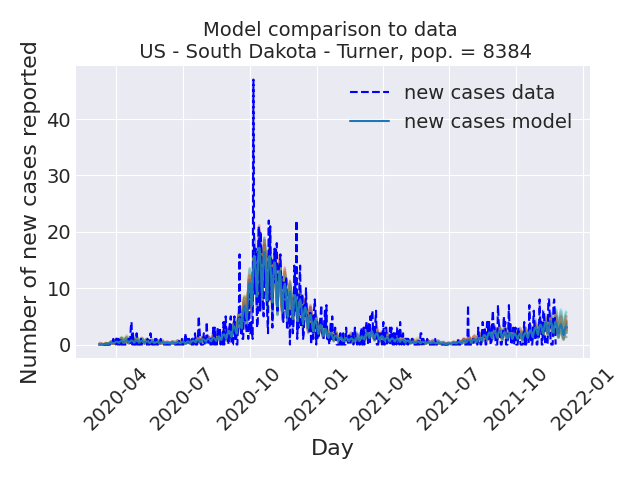 Model comparison to data
US - South Dakota - Turner, pop. = 8384
new cases data
new cases model
Number of new cases reported
40
30
20
10
0
2020-04
2020-07
2020-10
2021-01
2021-04
2021-07
2021-10
2022-01
Day